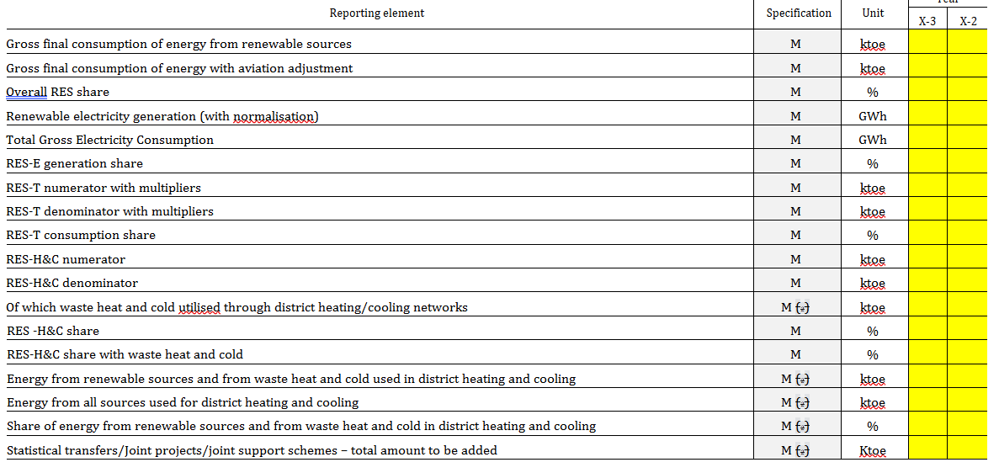 Year
Reporting element Specification Unit X-3 X-2
Gross final consumption of energy from renewable sources M ktoe
Gross final consumption of energy with aviation adjustment M ktoe
Overall RES share M %
Renewable electricity generation (with normalisation) M GWh
Total Gross Electricity Consumption M GWh
RES-E generation share M %
RES-T numerator with multipliers M ktoe
RES-T denominator with multipliers M ktoe
RES-T consumption share M %
RES-H&C numerator M ktoe
RES-H&C denominator M ktoe
Of which waste heat and cold utilised through district heating/cooling networks M ktoe
RES -H&C share M %
RES-H&C share with waste heat and cold M %
Energy from renewable sources and from waste heat and cold used in district heating and cooling M ktoe
Energy from all sources used for district heating and cooling M ktoe
Share of energy from renewable sources and from waste heat and cold in district heating and cooling M %
Statistical transfers/Joint projects/joint support schemes – total amount to be added M Ktoe